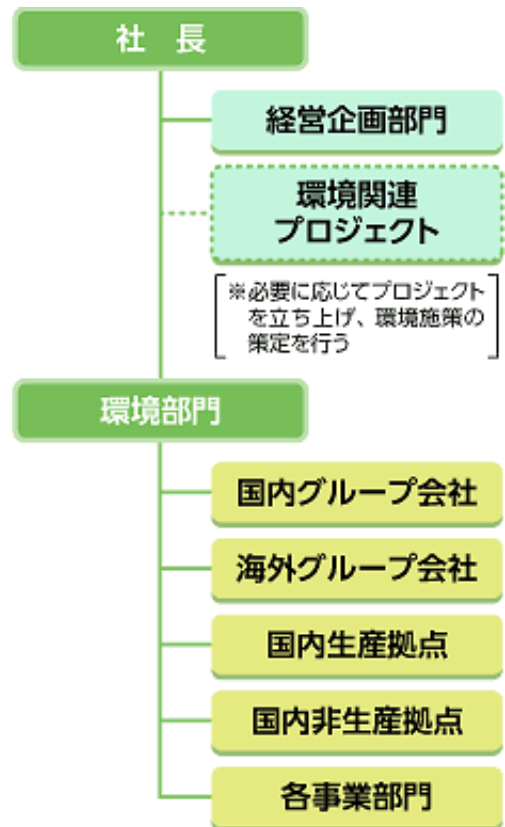 社　長
経営企画部門
環境関連
プロジェクト
※必要に応じてプロジェクト
を立ち上げ、環境施策の
策定を行う
環境部門
国内グループ会社
海外グループ会社
国内生産拠点
国内非生産拠点
各事業部門